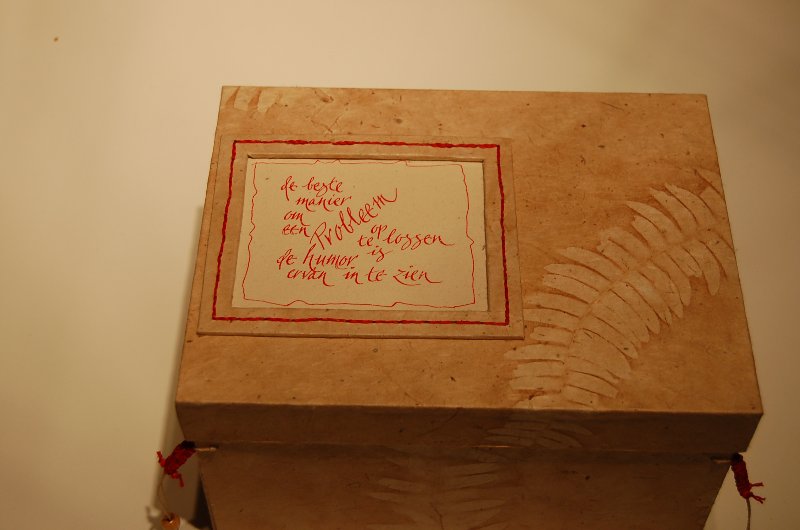 de beste
manier
om
een Probleem op
te lossen
is
de humor
ervan in te zien